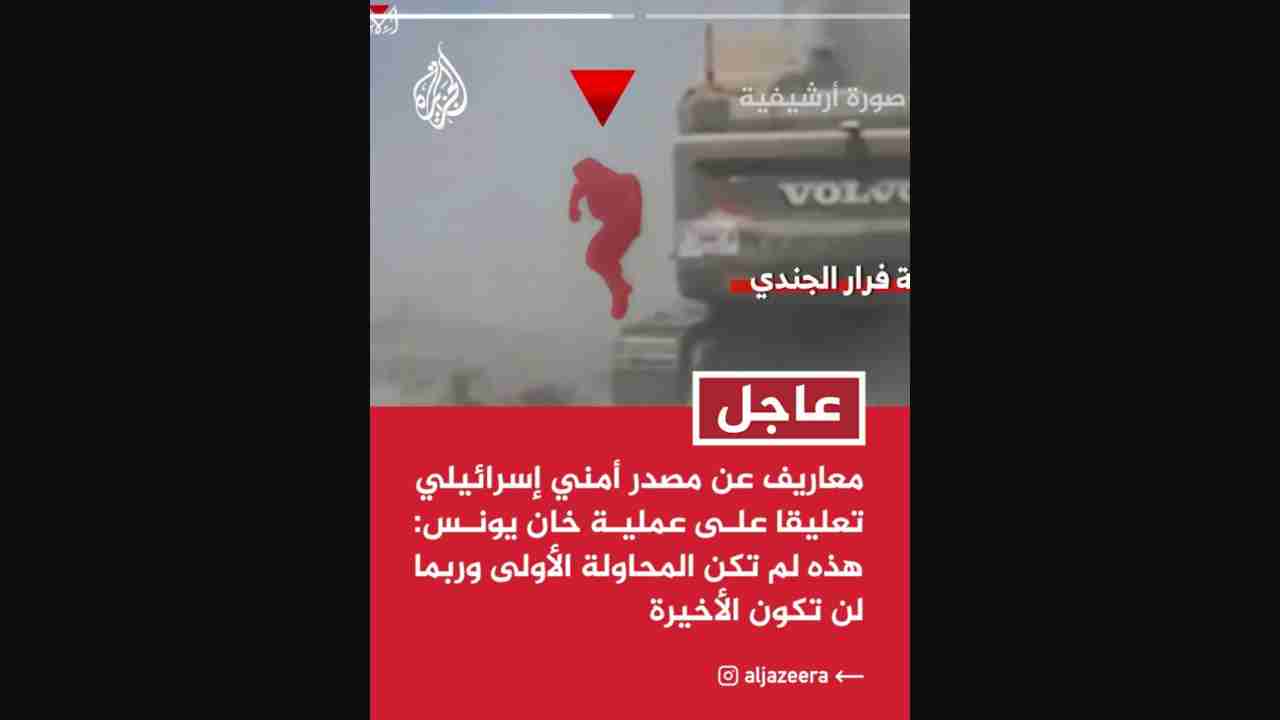 صورة أرشيفية
VOLVO
ة فرار الجندي
عاجل
معاريف عن مصدر أمني إسرائيلي
تعليقا على عملية خان يونس:
هذه لم تكن المحاولة الأولى وربما
لن تكون الأخيرة
aljazeera